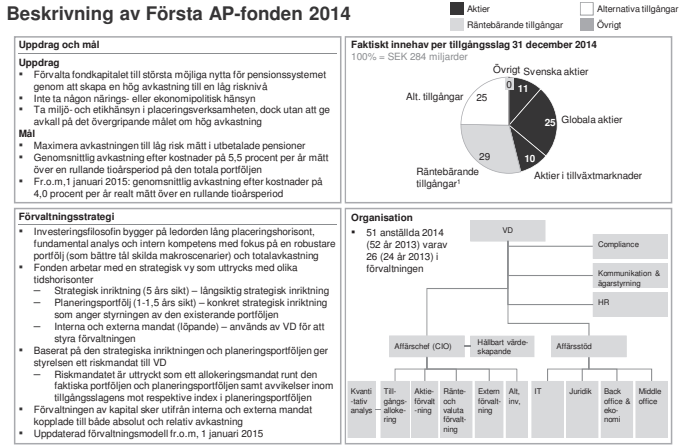 Beskrivning av Första AP-fonden 2014
Aktier
Alternativa tillgångar
Räntebärande tillgångar
Övrigt
Uppdrag och mål
Uppdrag
▪ Förvalta fondkapitalet till största möjliga nytta för pensionssystemet
genom att skapa en hög avkastning till en låg risknivå
▪ Inte ta någon närings- eller ekonomipolitisk hänsyn
▪ Ta miljö- och etikhänsyn i placeringsverksamheten, dock utan att ge
avkall på det övergripande målet om hög avkastning
Mål
▪ Maximera avkastningen till låg risk mätt i utbetalade pensioner
▪ Genomsnittlig avkastning efter kostnader på 5,5 procent per år mätt
över en rullande tioårsperiod på den totala portföljen
▪ Fr.o.m,1 januari 2015: genomsnittlig avkastning efter kostnader på
4,0 procent per år realt mätt över en rullande tioårsperiod
Faktiskt innehav per tillgångsslag 31 december 2014
100% = SEK 284 miljarder
Övrigt
Svenska aktier
Alt. tillgångar
Globala aktier
Räntebärande
tillgångar¹
Aktier i tillväxtmarknader
0
11
25
25
29
10
Förvaltningsstrategi
▪ Investeringsfilosofin bygger på ledorden lång placeringshorisont,
fundamental analys och intern kompetens med fokus på en robustare
portfölj (som bättre tål skilda makroscenarier) och totalavkastning
▪ Fonden arbetar med en strategisk vy som uttrycks med olika
tidshorisonter
– Strategisk inriktning (5 års sikt) – långsiktig strategisk inriktning
– Planeringsportfölj (1-1,5 års sikt) – konkret strategisk inriktning
som anger styrningen av den existerande portföljen
– Interna och externa mandat (löpande) – används av VD för att
styra förvaltningen
▪ Baserat på den strategiska inriktningen och planeringsportföljen ger
styrelsen ett riskmandat till VD
– Riskmandatet är uttryckt som ett allokeringsmandat runt den
faktiska portföljen och planeringsportföljen samt avvikelser inom
tillgångsslagen mot respektive index i planeringsportföljen
▪ Förvaltningen av kapital sker utifrån interna och externa mandat
kopplade till både absolut och relativ avkastning
▪ Uppdaterad förvaltningsmodell fr.o.m, 1 januari 2015
Organisation
▪ 51 anställda 2014
(52 år 2013) varav
26 (24 år 2013) i
förvaltningen
VD
Compliance
Kommunikation &
ägarstyrning
HR
Affärschef (CIO)
Hållbart värde-
skapande
Affärsstöd
Kvanti
-tativ
analys
Till-
gångs-
alloke-
ring
Aktie-
förvalt
-ning
Ränte-
och
valuta
förvalt-
ning
Extern
förvalt-
ning
Alt,
inv,
IT
Juridik
Back
office &
eko-
nomi
Middle
office